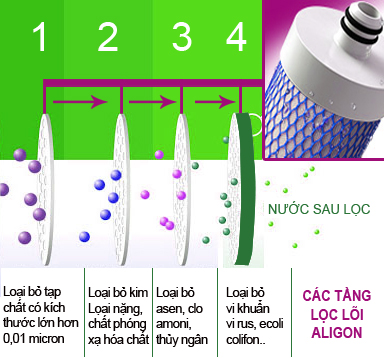 1 2 3 4
NƯỚC SAU LỌC
Loại bỏ tạp
chất có kích
thước lớn hơn
0,01 micron
Loại bỏ kim
Loại nặng,
chất phóng
xạ hóa chất
Loại bỏ
asen, clo
amoni,
thủy ngân
Loại bỏ
vi khuẩn
vi rus, ecoli
colifon..
CÁC TẦNG
LỌC LÕI
ALIGON